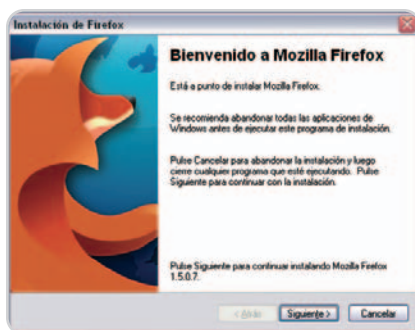 Instalación de Firefox
Bienvenido a Mozilla Firefox
Está a punto de instalar Mozilla Firefox.
Se recomienda abandonar todas las aplicaciones de
Windows antes de ejecutar este programa de instalación.
Pulse Cancelar para abandonar la instalación y luego
cierre cualquier programa que esté ejecutando. Pulse
Siguiente para continuar con la instalación.
Pulse Siguiente para continuar instalando Mozilla Firefox
1.5.0.7.
< Atrás Siguiente > Cancelar